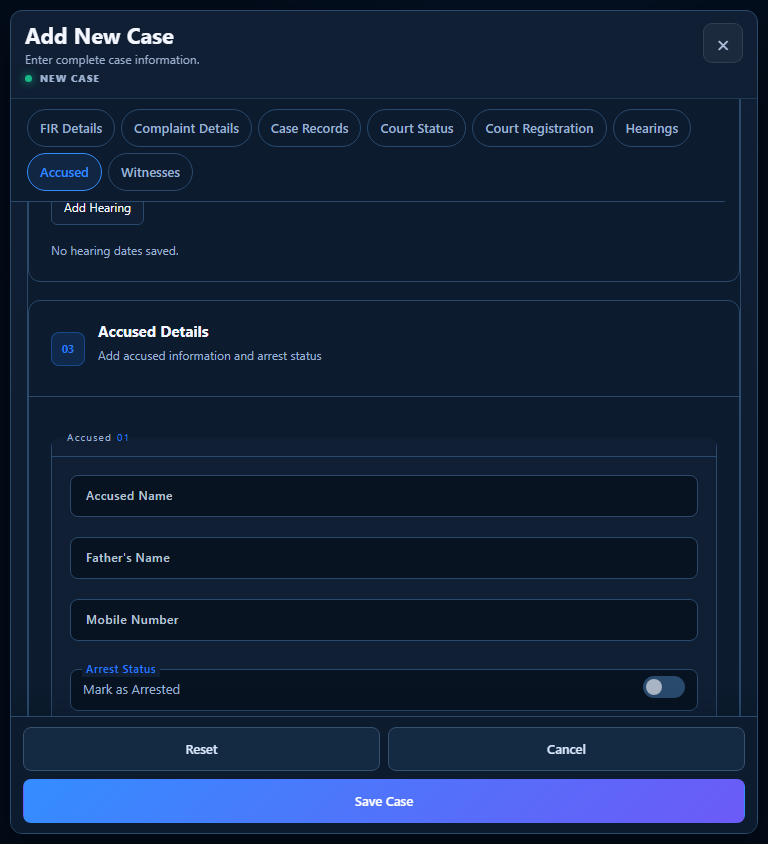 Add New Case
Enter complete case information.
NEW CASE
FIR Details
Complaint Details
Case Records
Court Status
Court Registration
Hearings
Accused
Witnesses
Add Hearing
No hearing dates saved.
03
Accused Details
Add accused information and arrest status
Accused 01
Accused Name
Father's Name
Mobile Number
Arrest Status
Mark as Arrested
Reset
Cancel
Save Case